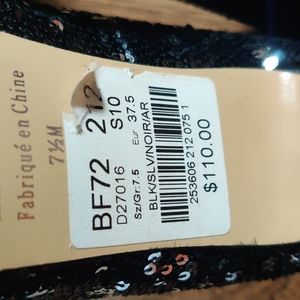 Fabriqué en Chine
7½M
BF72 212
D27016 S10
Sz/Gr.7.5 Eur 37.5
BLK/SLV/NOIR/AR
253606 212 075 1
$110.00